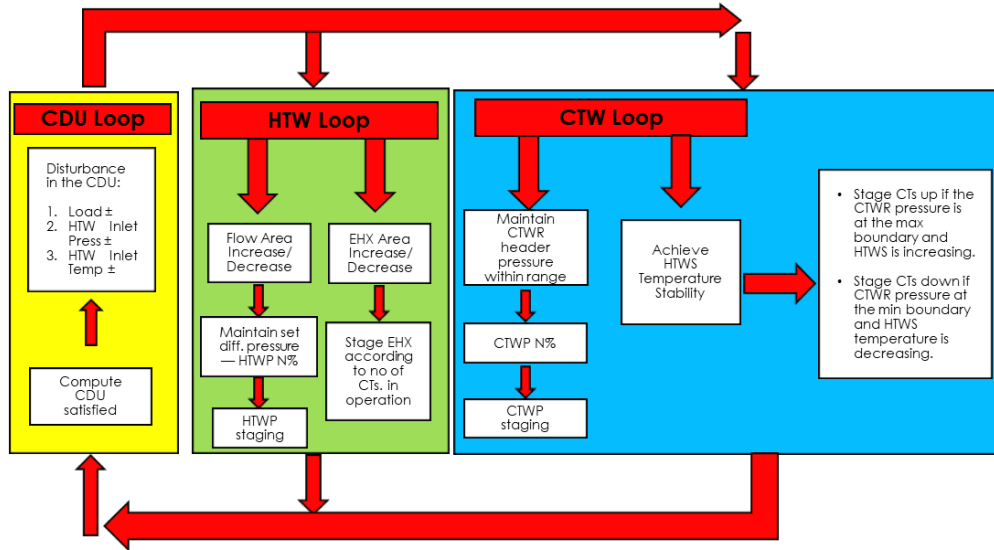 CDU Loop
Disturbance
in the CDU:
1. Load ±
2. HTW Inlet
Press ±
3. HTW Inlet
Temp ±
Compute
CDU
satisfied
HTW Loop
Flow Area
Increase/
Decrease
Maintain set
diff. pressure
— HTWP N%
HTWP
staging
EHX Area
Increase/
Decrease
Stage EHX
according
to no of
CTs. in
operation
CTW Loop
Maintain
CTWR
header
pressure
within range
CTWP N%
CTWP
staging
Achieve
HTWS
Temperature
Stability
• Stage CTs up if the
CTWR pressure is
at the max
boundary and
HTWS is increasing.
• Stage CTs down if
CTWR pressure at
the min boundary
and HTWS
temperature is
decreasing.